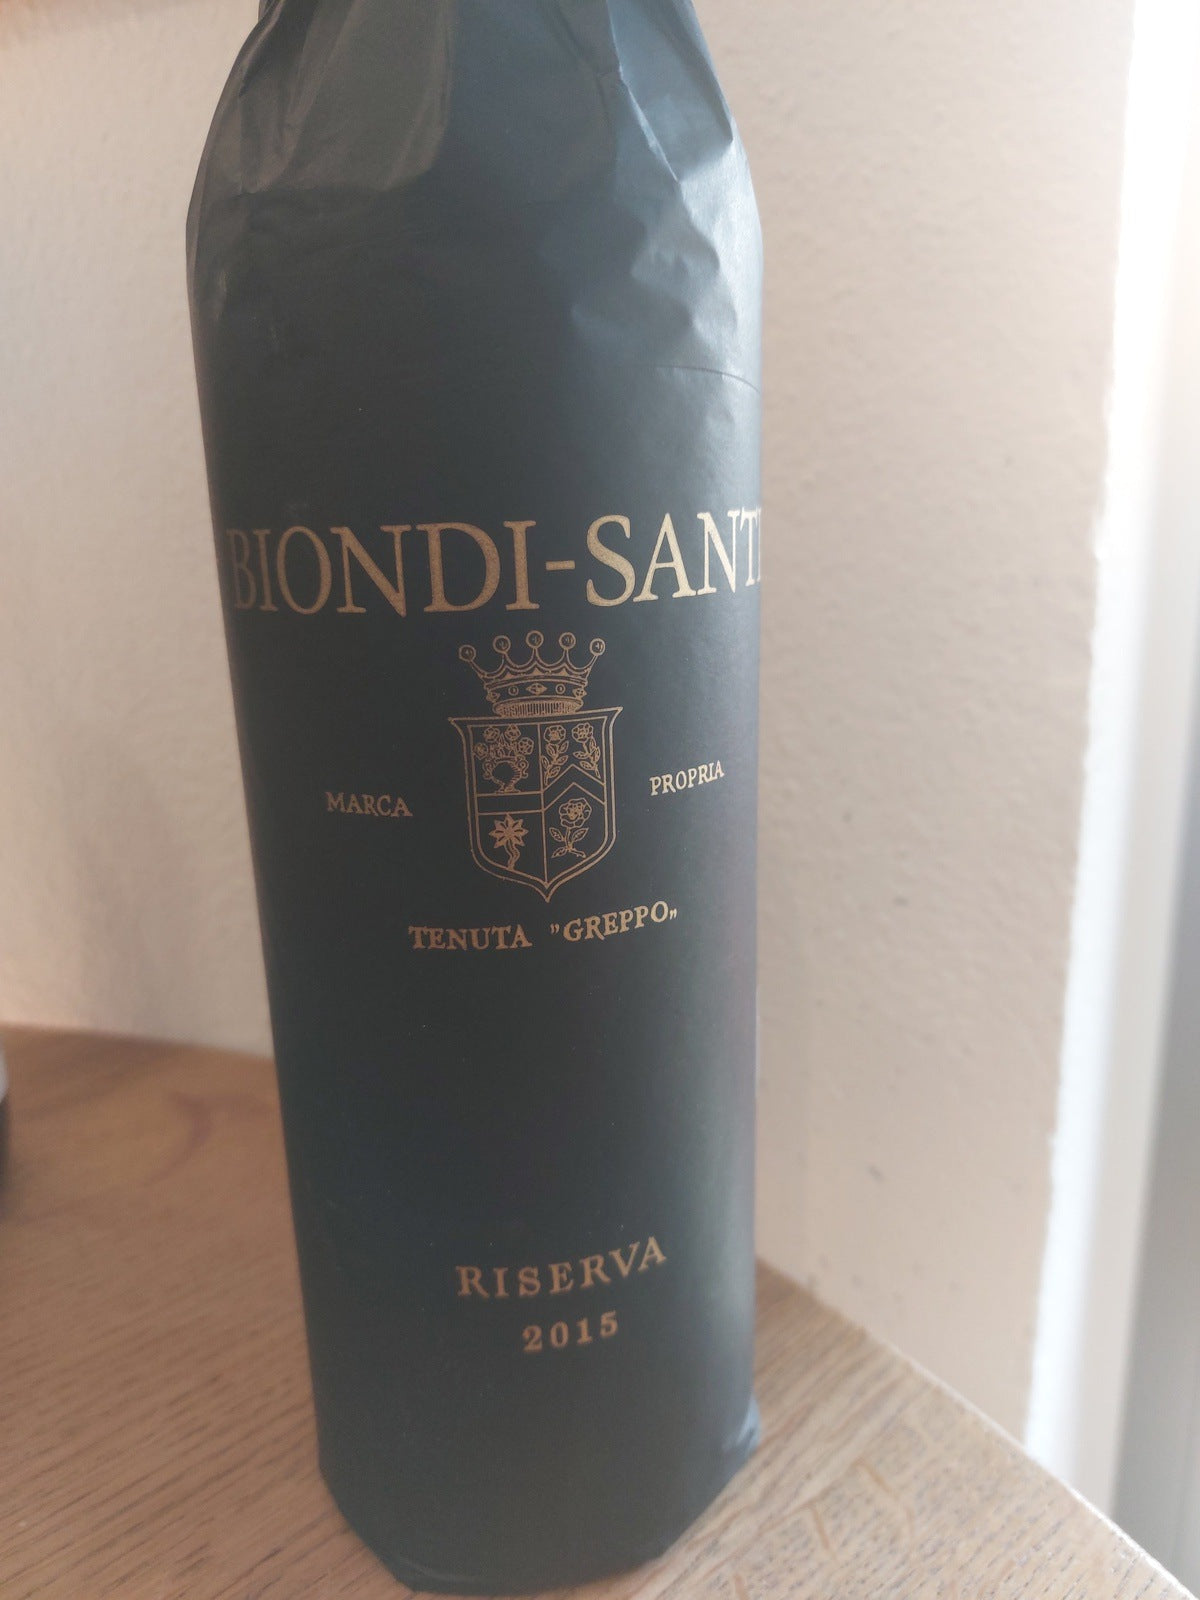 BIONDI-SANTI
MARCA PROPRIA
TENUTA "GREPPO„
RISERVA
2015